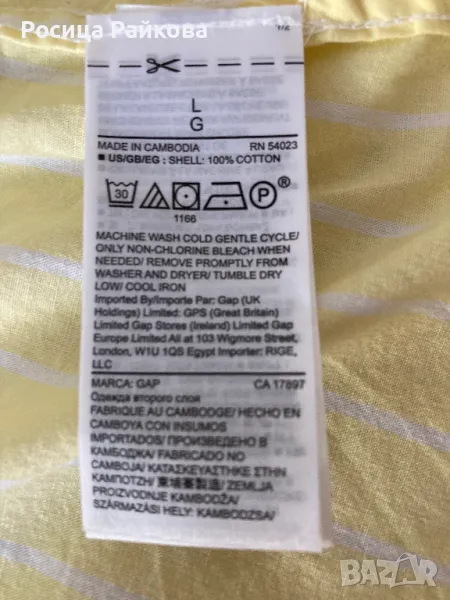 Росица Райкова
1/2
L
G
MADE IN CAMBODIA RN 54023
■ US/GB/EG : SHELL: 100% COTTON
30 P ®
1166
MACHINE WASH COLD GENTLE CYCLE/
ONLY NON-CHLORINE BLEACH WHEN
NEEDED/ REMOVE PROMPTLY FROM
WASHER AND DRYER/ TUMBLE DRY
LOW/ COOL IRON
Imported By/Importe Par: Gap (UK
Holdings) Limited: GPS (Great Britain)
Limited Gap Stores (Ireland) Limited Gap
Europe Limited All at 103 Wigmore Street,
London, W1U 1QS Egypt Importer: RIGE,
LLC
MARCA: GAP CA 17897
Одежда второго слоя
FABRIQUE AU CAMBODGE/ HECHO EN
CAMBOYA CON INSUMOS
IMPORTADOS/ ПРОИЗВЕДЕНО В
КАМБОДЖА/ FABRICADO NO
CAMBOJA/ ΚΑΤΑΣΚΕΥΑΣΤΗΚΕ ΣΤΗΝ
ΚΑΜΠΟΤΖΗ/ 柬埔寨製造/ ZEMLJA
PROIZVODNJE KAMBODŽA/
SZÁRMAZÁSI HELY: KAMBODZSA/
BAZAR.bg